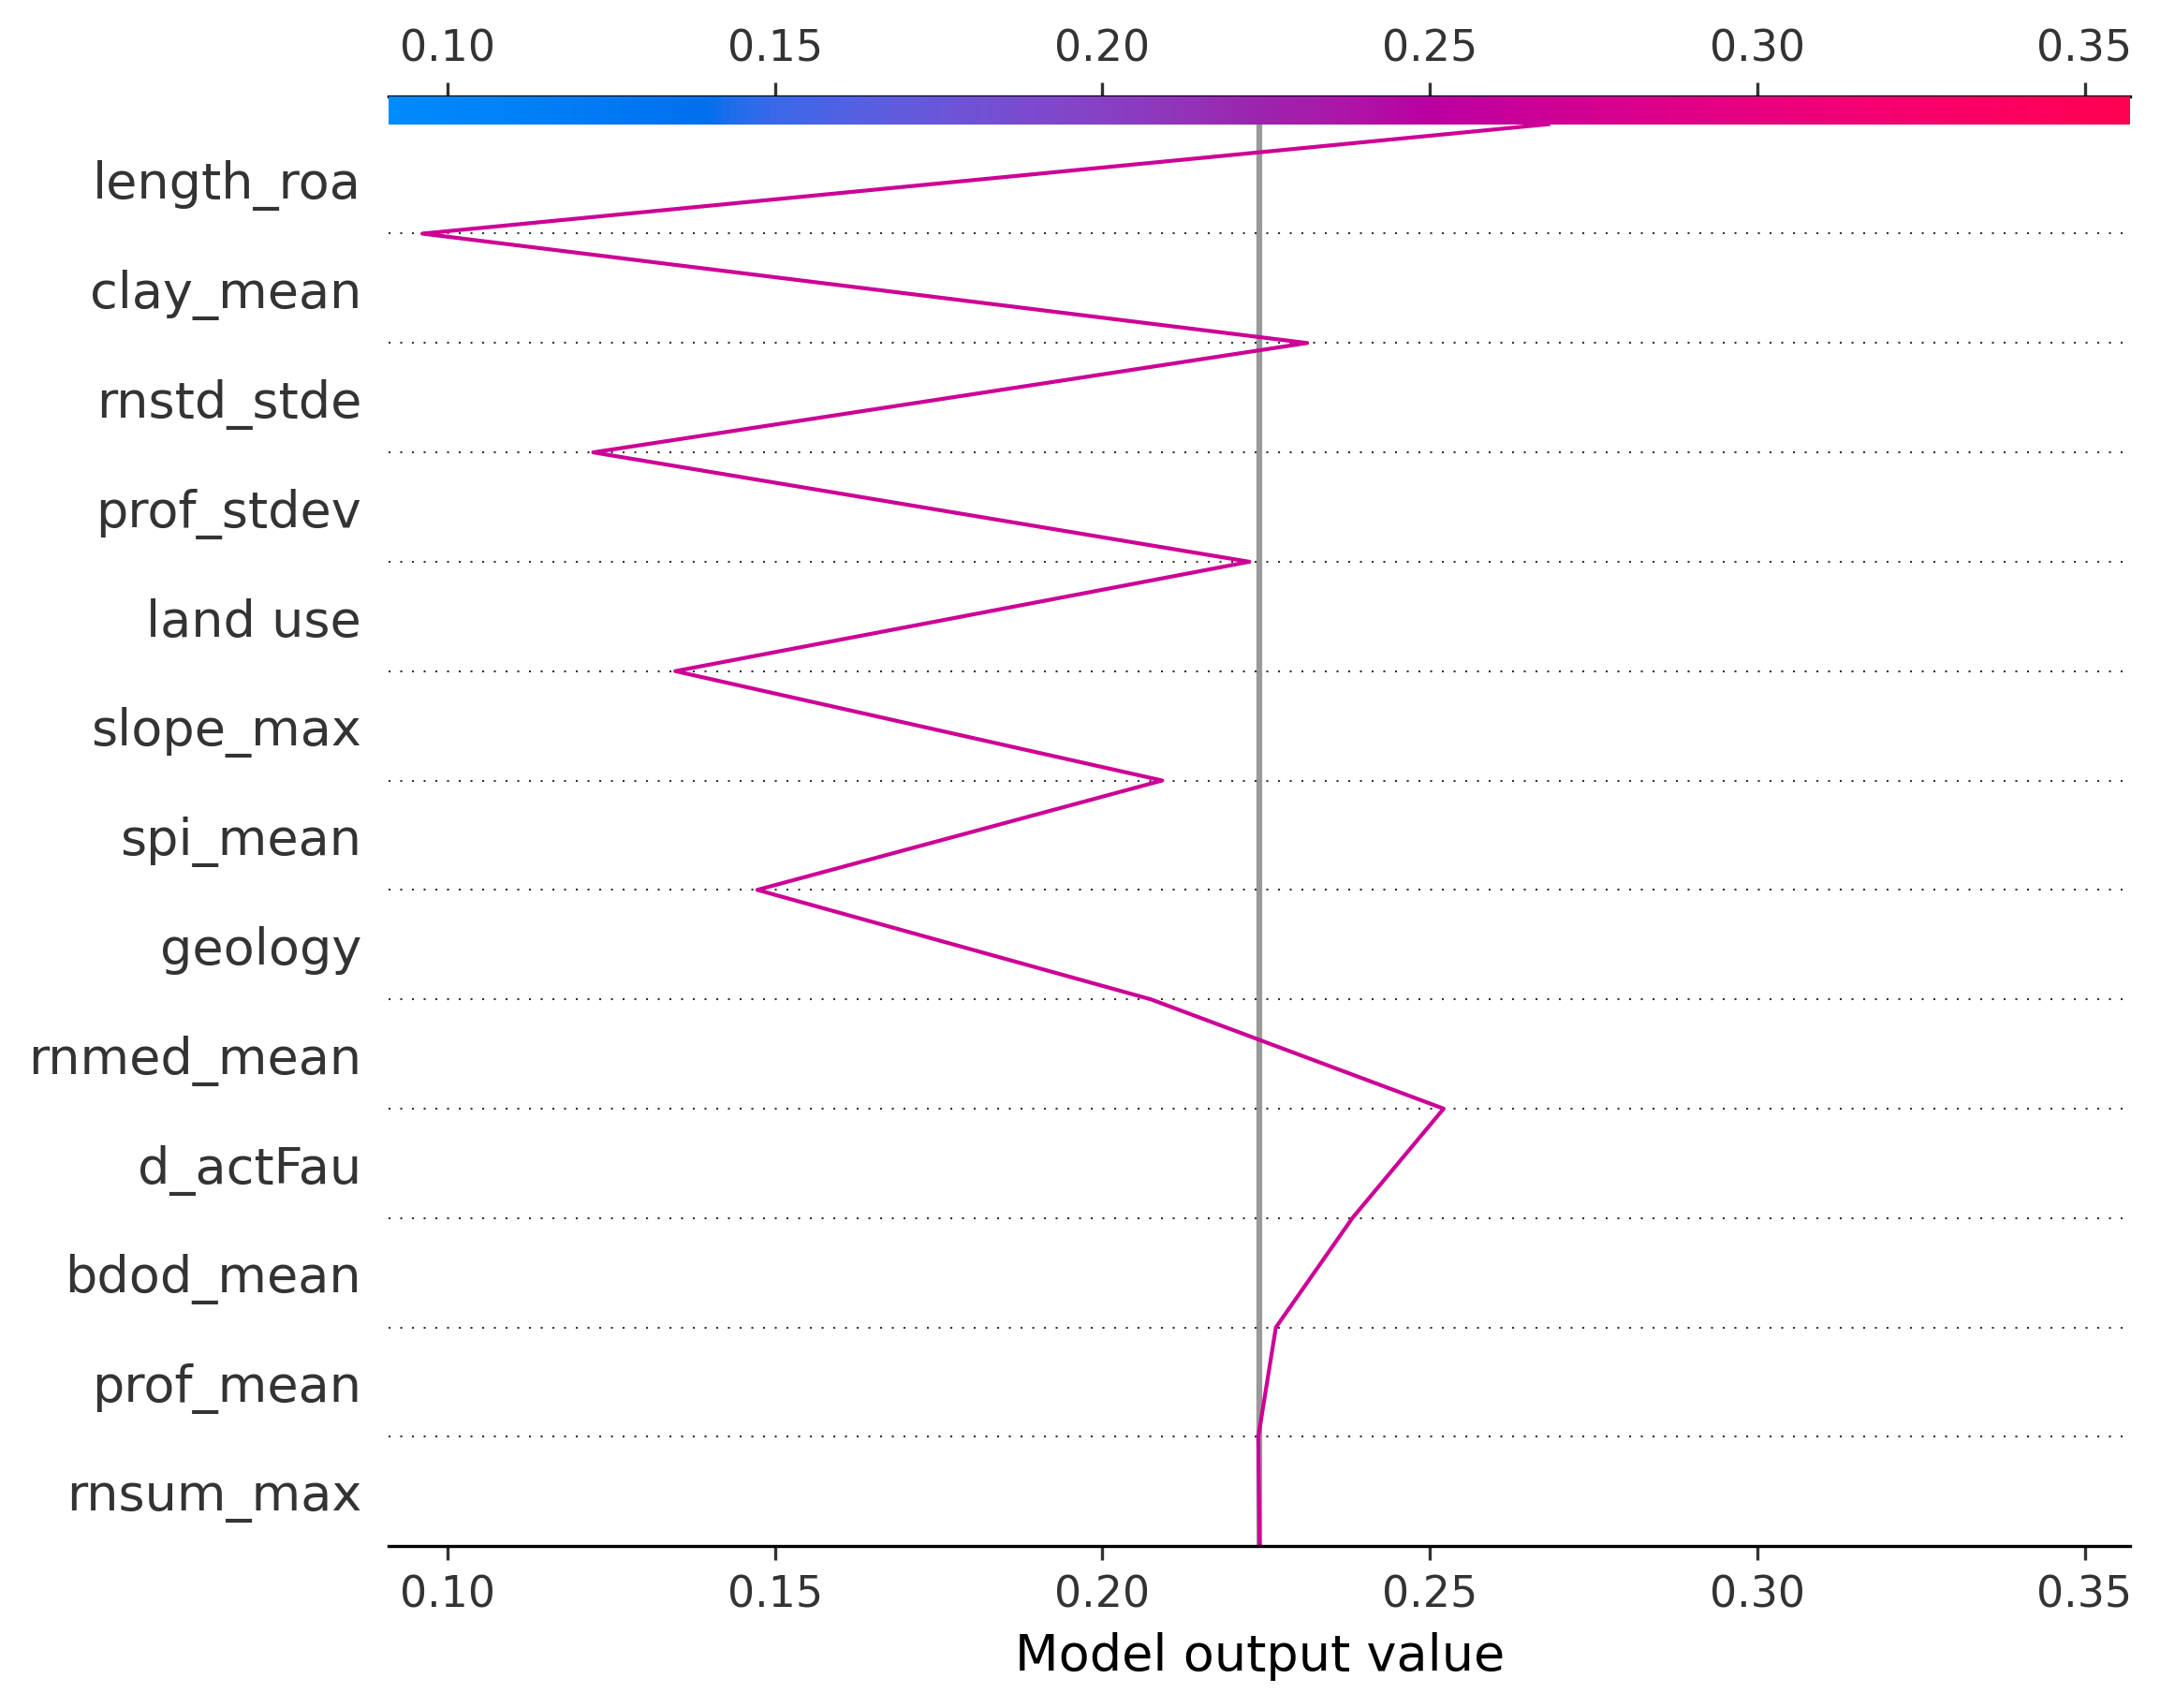 0.10 0.15 0.20 0.25 0.30 0.35
length_roa
clay_mean
rnstd_stde
prof_stdev
land use
slope_max
spi_mean
geology
rnmed_mean
d_actFau
bdod_mean
prof_mean
rnsum_max
0.10 0.15 0.20 0.25 0.30 0.35
Model output value